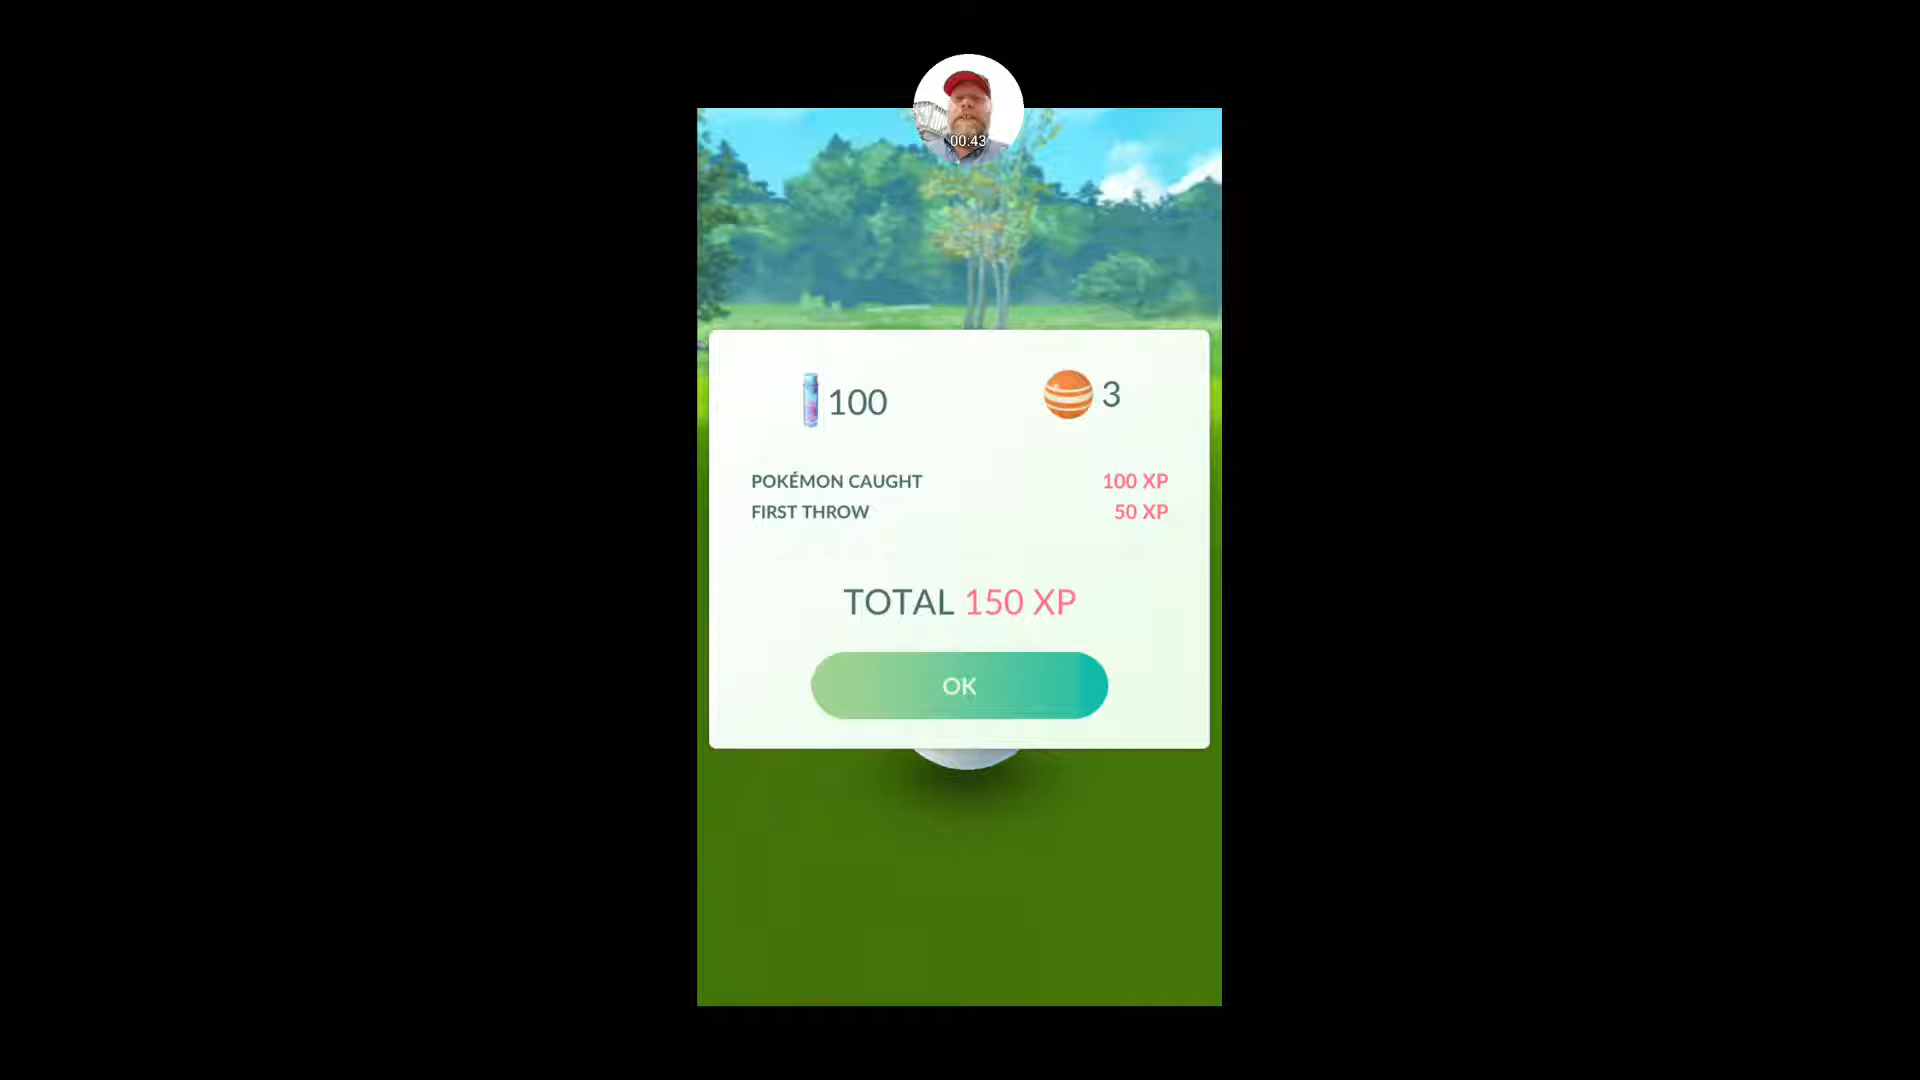 00:43
100 3
POKÉMON CAUGHT 100 XP
FIRST THROW 50 XP
TOTAL 150 XP
OK